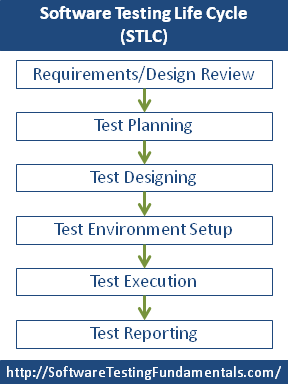 Software Testing Life Cycle
(STLC)
Requirements/Design Review
Test Planning
Test Designing
Test Environment Setup
Test Execution
Test Reporting
http://SoftwareTestingFundamentals.com/